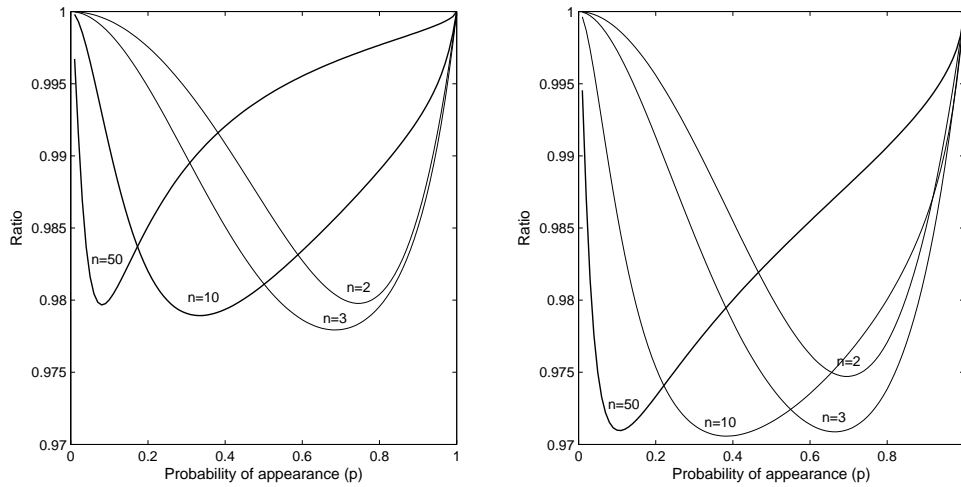 1
0.995
0.99
0.985
0.98
0.975
0.97
Ratio
n=50
n=10
n=2
n=3
0
0.2
0.4
0.6
0.8
1
Probability of appearance (p)
1
0.995
0.99
0.985
0.98
0.975
0.97
Ratio
n=50
n=10
n=2
n=3
0
0.2
0.4
0.6
0.8
Probability of appearance (p)